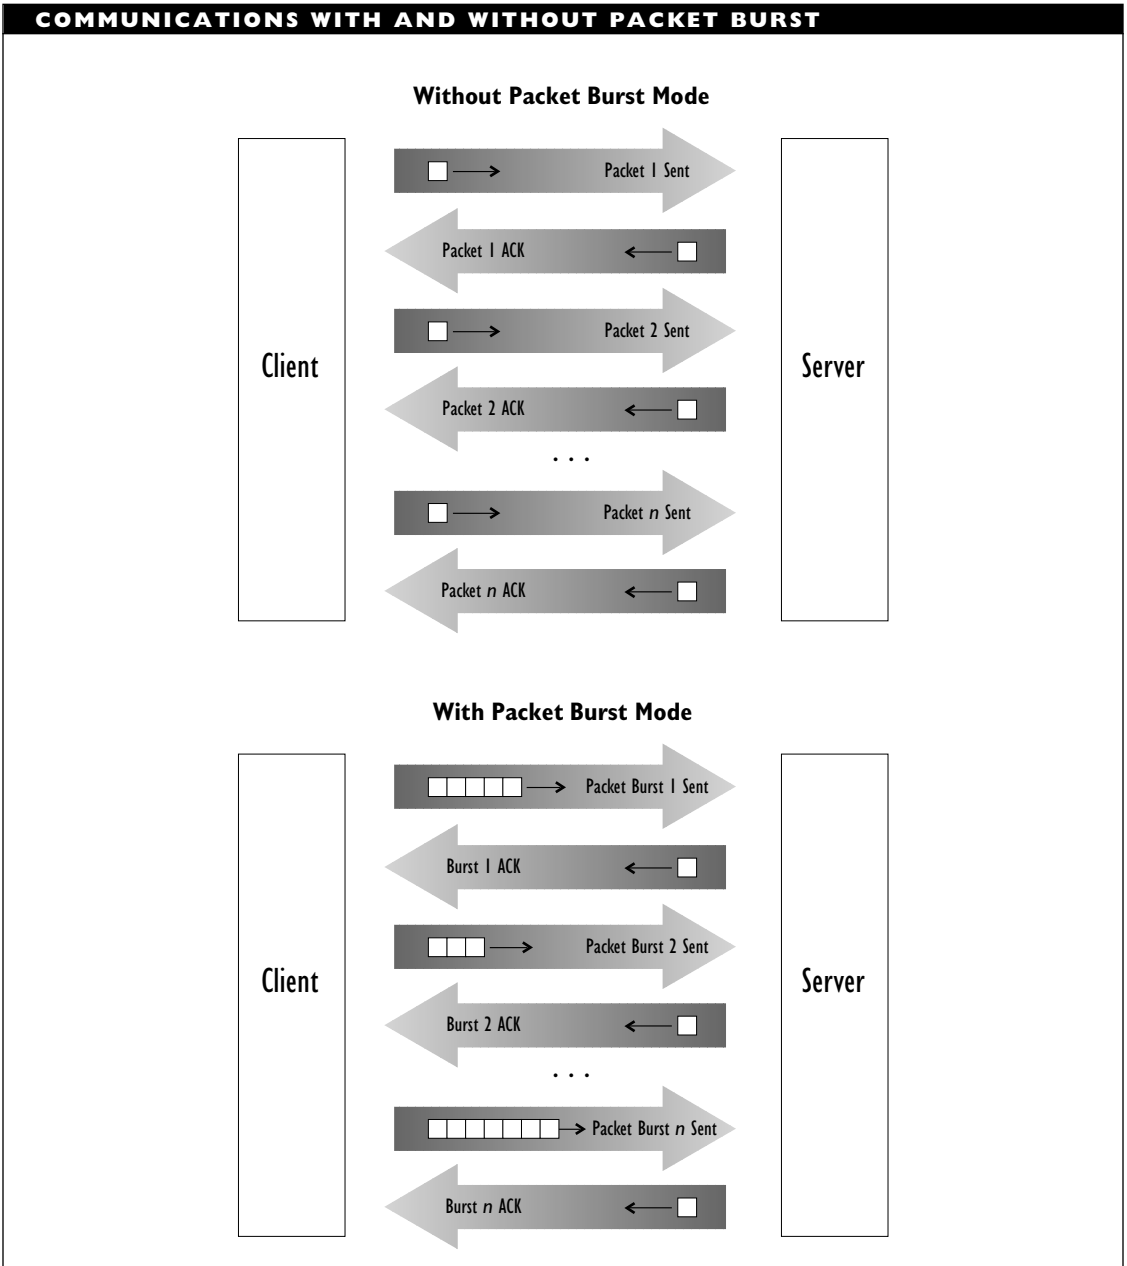 COMMUNICATIONS WITH AND WITHOUT PACKET BURST
Without Packet Burst Mode
Client
Server
Packet 1 Sent
Packet 1 ACK
Packet 2 Sent
Packet 2 ACK
. . .
Packet n Sent
Packet n ACK
With Packet Burst Mode
Client
Server
Packet Burst 1 Sent
Burst 1 ACK
Packet Burst 2 Sent
Burst 2 ACK
. . .
Packet Burst n Sent
Burst n ACK